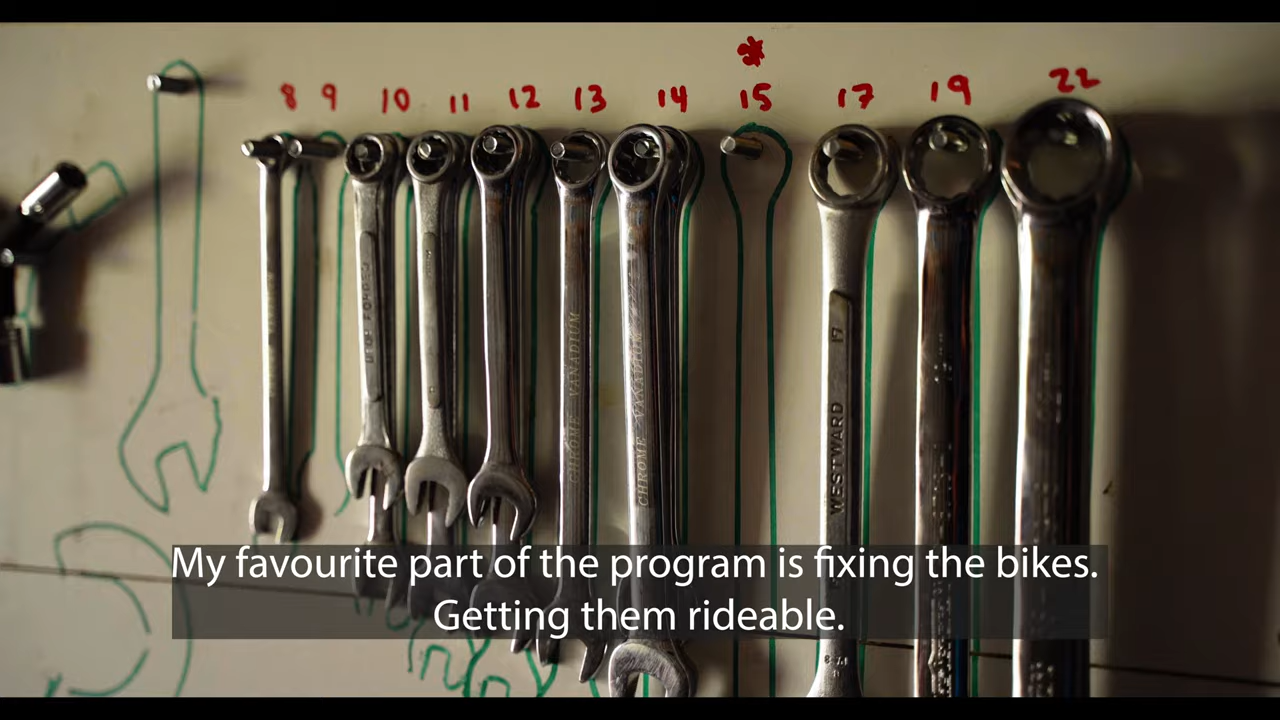 *
8 9 10 11 12 13 14 15 17 19 22
17
WESTWARD
CHROME VANADIUM
CHROME VANADIUM
My favourite part of the program is fixing the bikes.
Getting them rideable.